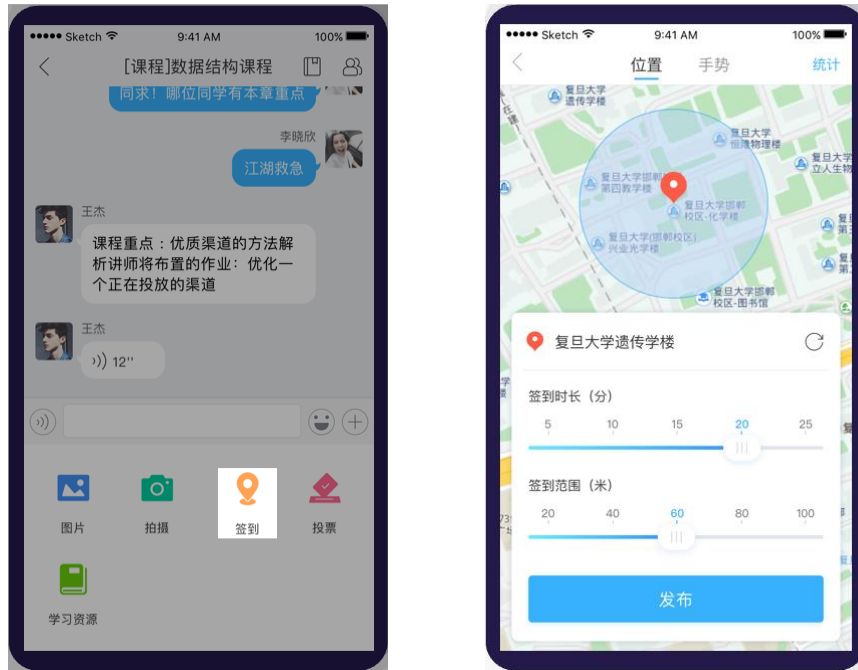 Sketch 9:41 AM 100%
[课程]数据结构课程
同求！哪位同学有本章重点
李晓欣
江湖救急
王杰
课程重点：优质渠道的方法解
析讲师将布置的作业：优化一
个正在投放的渠道
王杰
12''
图片 拍摄 签到 投票
学习资源
Sketch 9:41 AM 100%
位置 手势 统计
复旦大学
遗传学楼
在建
复旦大学
恒隆物理楼
复旦大学
立人生物
复旦大学邯郸
第四教学楼
复旦大学邯郸
校区-化学楼
复旦大学(邯郸校区)
兴业光学楼
复旦大学邯郸
校区-图书馆
复旦大学遗传学楼
签到时长（分）
5 10 15 20 25
签到范围（米）
20 40 60 80 100
发布